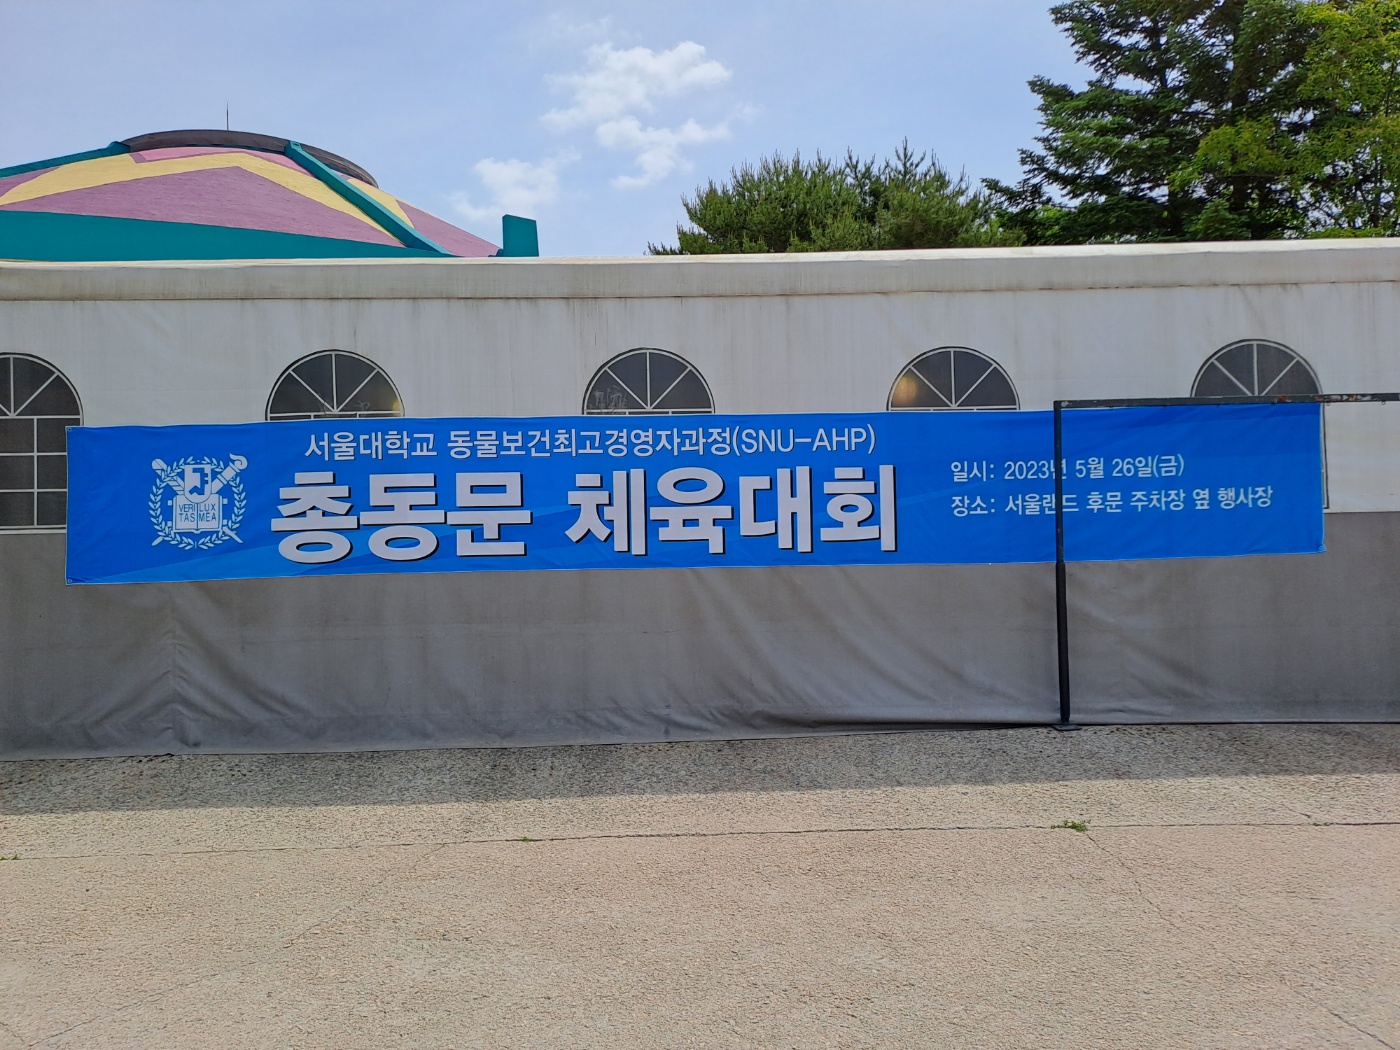 서울대학교 동물보건최고경영자과정(SNU-AHP)
총동문 체육대회
VERI LUX
TAS MEA
일시: 2023년 5월 26일(금)
장소: 서울랜드 후문 주차장 옆 행사장